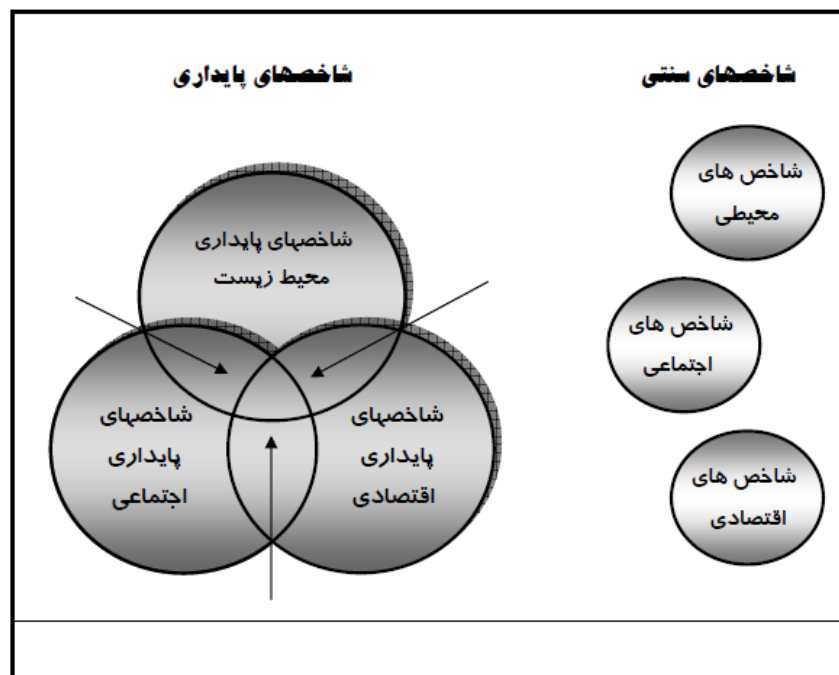 شاخصهای سنتی
شاخص های
محیطی
شاخص های
اجتماعی
شاخص های
اقتصادی
شاخصهای پایداری
شاخصهای پایداری
محیط زیست
شاخصهای
پایداری
اقتصادی
شاخصهای
پایداری
اجتماعی